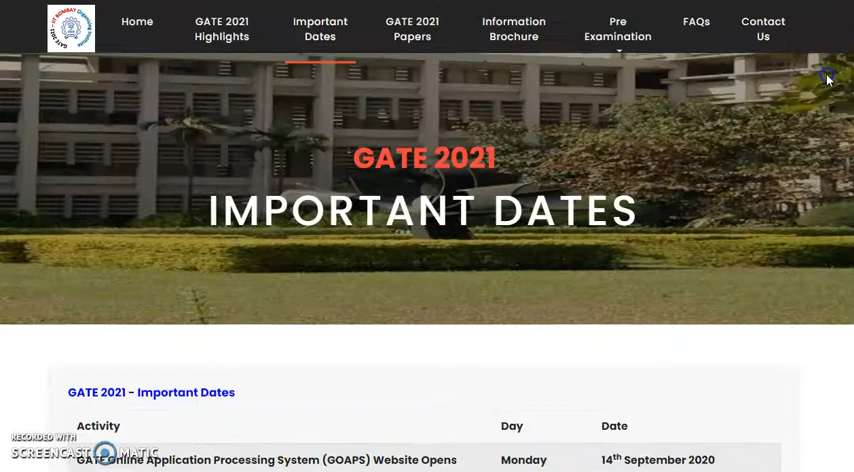 Home
GATE 2021
Highlights
Important
Dates
GATE 2021
Papers
Information
Brochure
Pre
Examination
FAQs
Contact
Us
GATE 2021
IMPORTANT DATES
GATE 2021 - Important Dates
Activity Day Date
GATE Online Application Processing System (GOAPS) Website Opens Monday 14th September 2020
RECORDED WITH
SCREENCAST MATIC